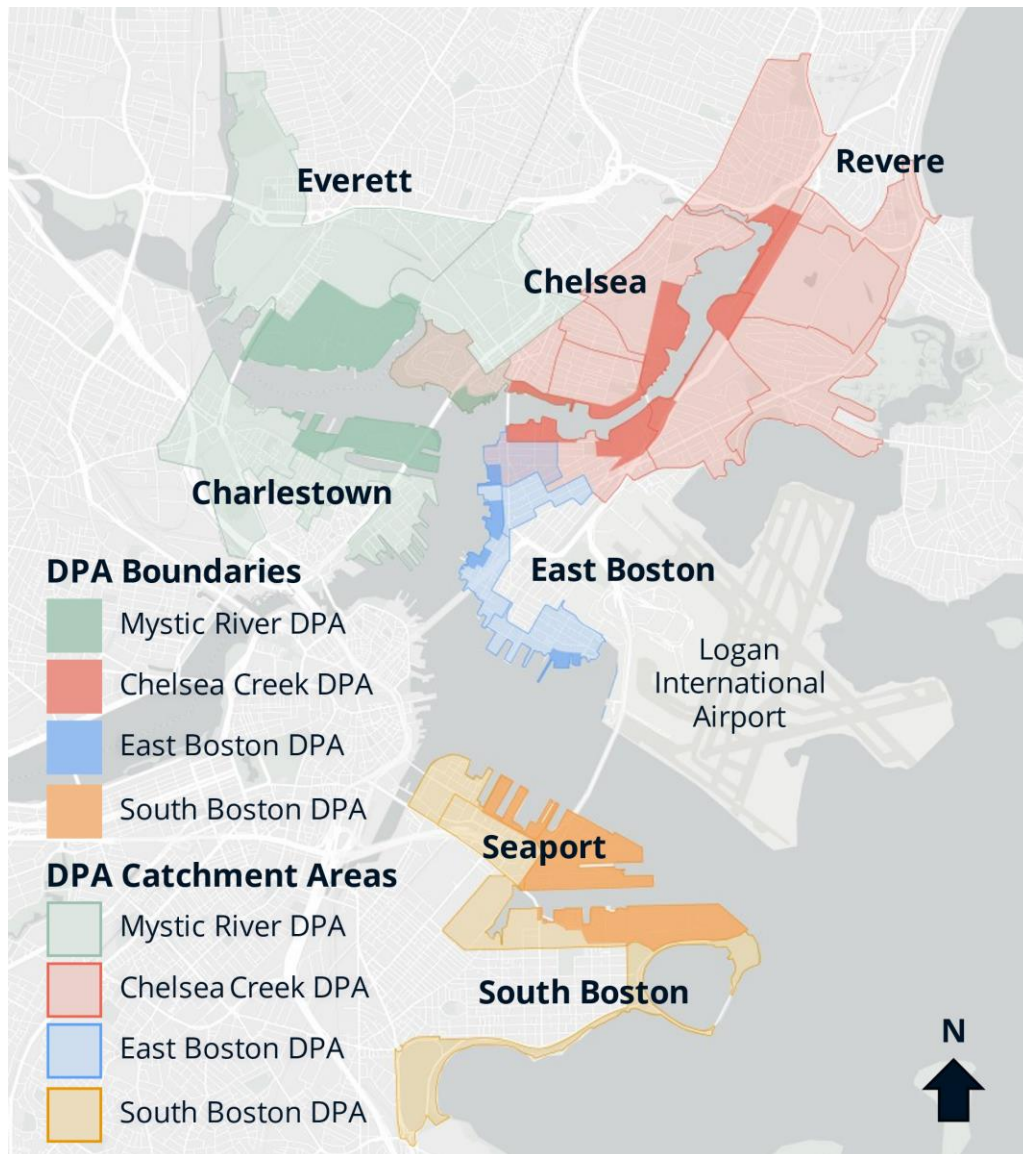 Everett
Revere
Chelsea
Charlestown
East Boston
Logan
International
Airport
Seaport
South Boston
DPA Boundaries
Mystic River DPA
Chelsea Creek DPA
East Boston DPA
South Boston DPA
DPA Catchment Areas
Mystic River DPA
Chelsea Creek DPA
East Boston DPA
South Boston DPA
N